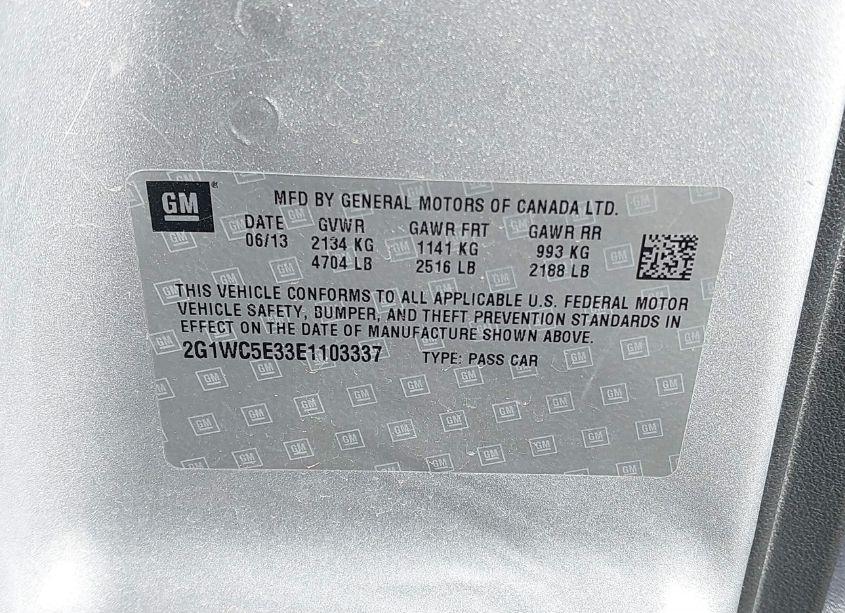 GM® MFD BY GENERAL MOTORS OF CANADA LTD.
DATE GVWR GAWR FRT GAWR RR
06/13 2134 KG 1141 KG 993 KG
4704 LB 2516 LB 2188 LB
THIS VEHICLE CONFORMS TO ALL APPLICABLE U.S. FEDERAL MOTOR
VEHICLE SAFETY, BUMPER, AND THEFT PREVENTION STANDARDS IN
EFFECT ON THE DATE OF MANUFACTURE SHOWN ABOVE.
2G1WC5E33E1103337 TYPE: PASS CAR